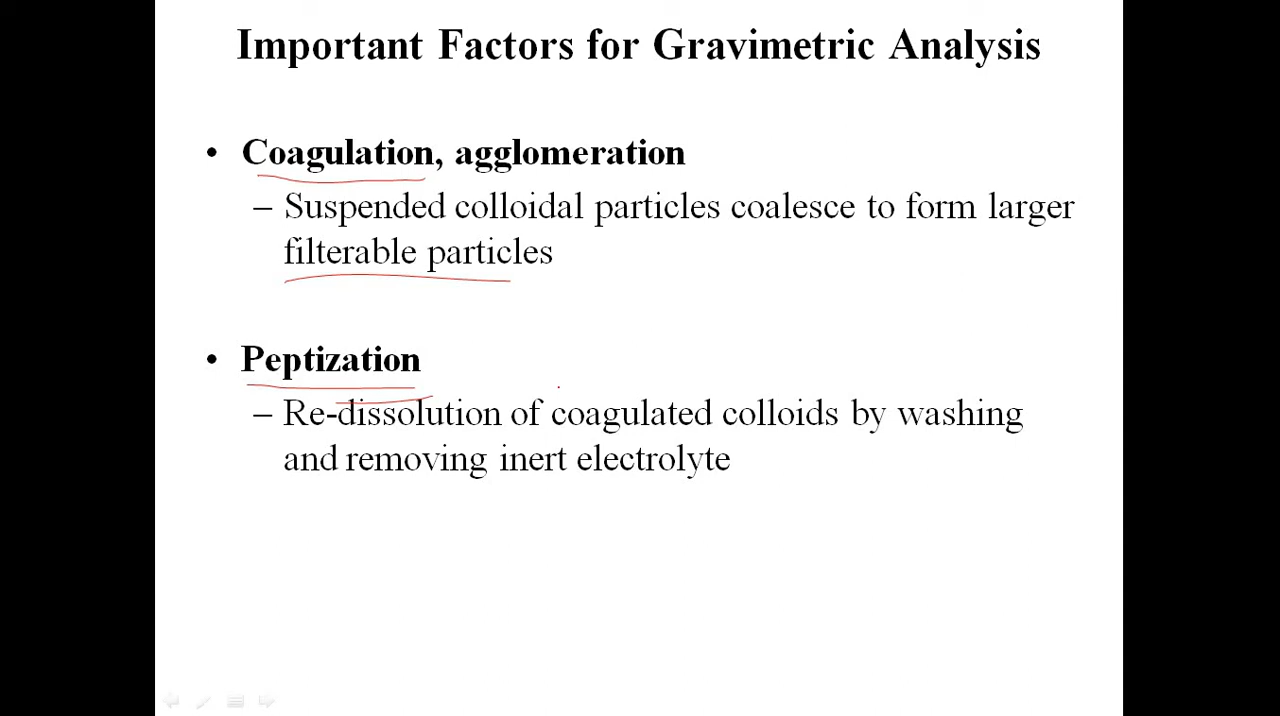 Important Factors for Gravimetric Analysis
• Coagulation, agglomeration
– Suspended colloidal particles coalesce to form larger
filterable particles
• Peptization
– Re-dissolution of coagulated colloids by washing
and removing inert electrolyte